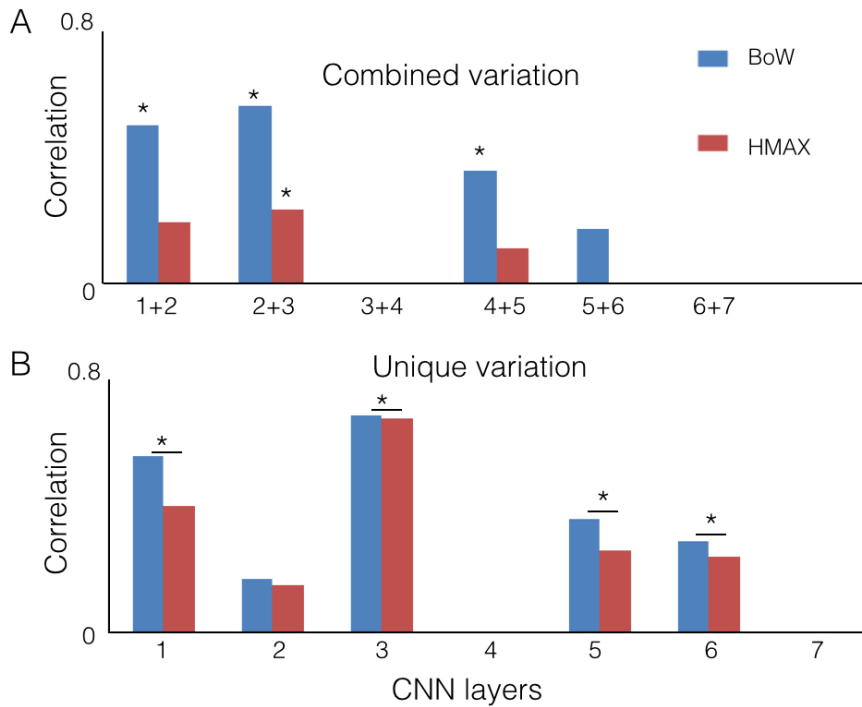 A
0.8
Combined variation
BoW
HMAX
Correlation
*
*
*
*
0
1+2 2+3 3+4 4+5 5+6 6+7
B
0.8
Unique variation
Correlation
*
*
*
*
0
1 2 3 4 5 6 7
CNN layers